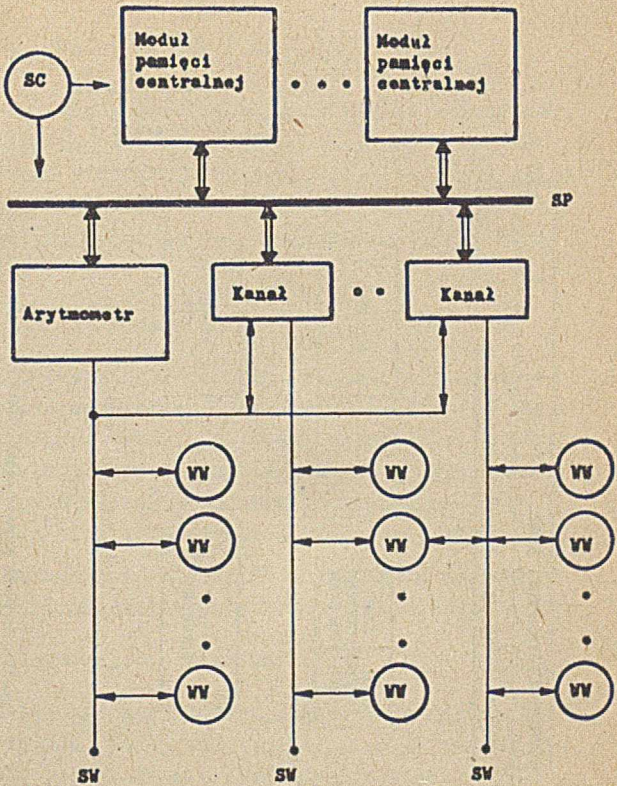 Moduł
pamięci
centralnej
Moduł
pamięci
centralnej
SC
SP
Arytmometr
Kanał
Kanał
WW
WW
WW
WW
WW
WW
WW
WW
WW
SW
SW
SW